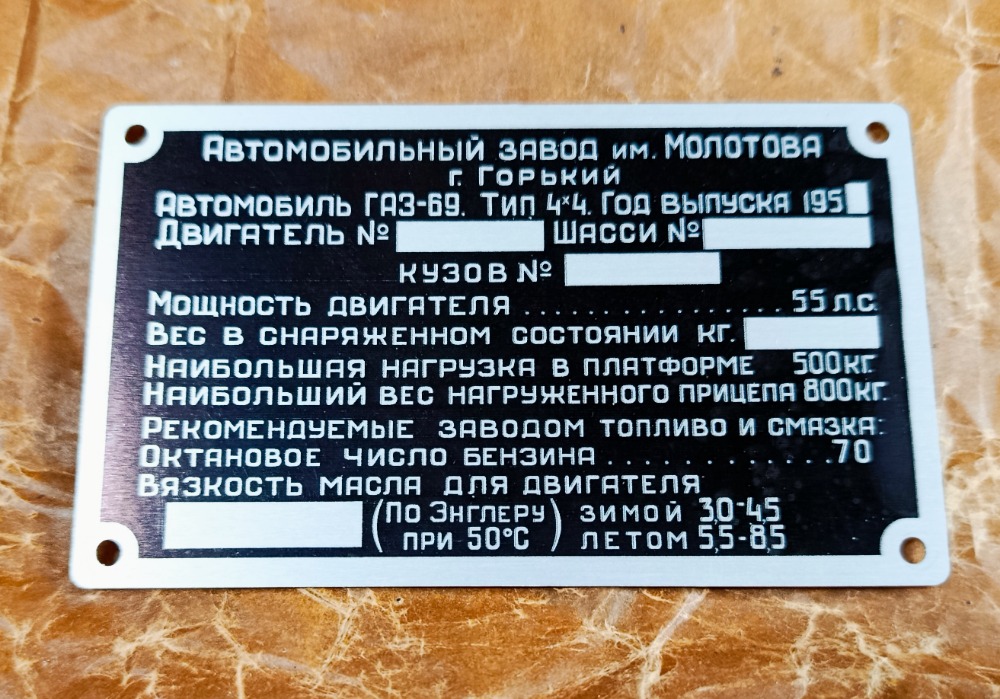 Автомобильный завод им. Молотова
г. Горький
Автомобиль ГАЗ-69. Тип 4×4. Год выпуска 195
Двигатель № Шасси №
кузов №
Мощность двигателя ................ 55 л.с.
Вес в снаряженном состоянии кг.
Наибольшая нагрузка в платформе 500кг.
Наибольший вес нагруженного прицепа 800кг.
Рекомендуемые заводом топливо и смазка:
Октановое число бензина .............70
Вязкость масла для двигателя
(По Энглеру при 50°С) зимой 3,0-4,5
летом 5,5-8,5